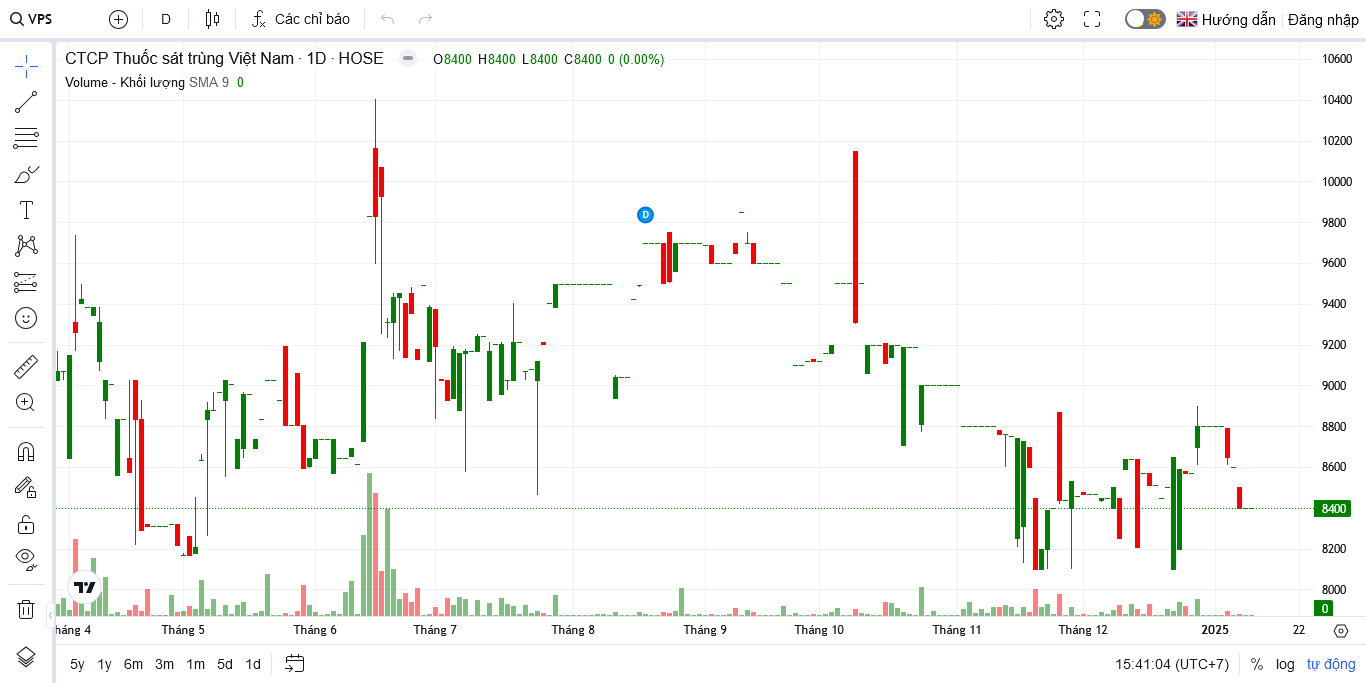 VPS D Các chỉ báo Hướng dẫn Đăng nhập
CTCP Thuốc sát trùng Việt Nam · 1D · HOSE O8400 H8400 L8400 C8400 0 (0.00%)
Volume - Khối lượng SMA 9 0
10600
10400
10200
10000
9800
D
9600
9400
9200
9000
8800
8600
8400
8200
8000
0
háng 4 Tháng 5 Tháng 6 Tháng 7 Tháng 8 Tháng 9 Tháng 10 Tháng 11 Tháng 12 2025 22
5y 1y 6m 3m 1m 5d 1d 15:41:04 (UTC+7) % log tự động